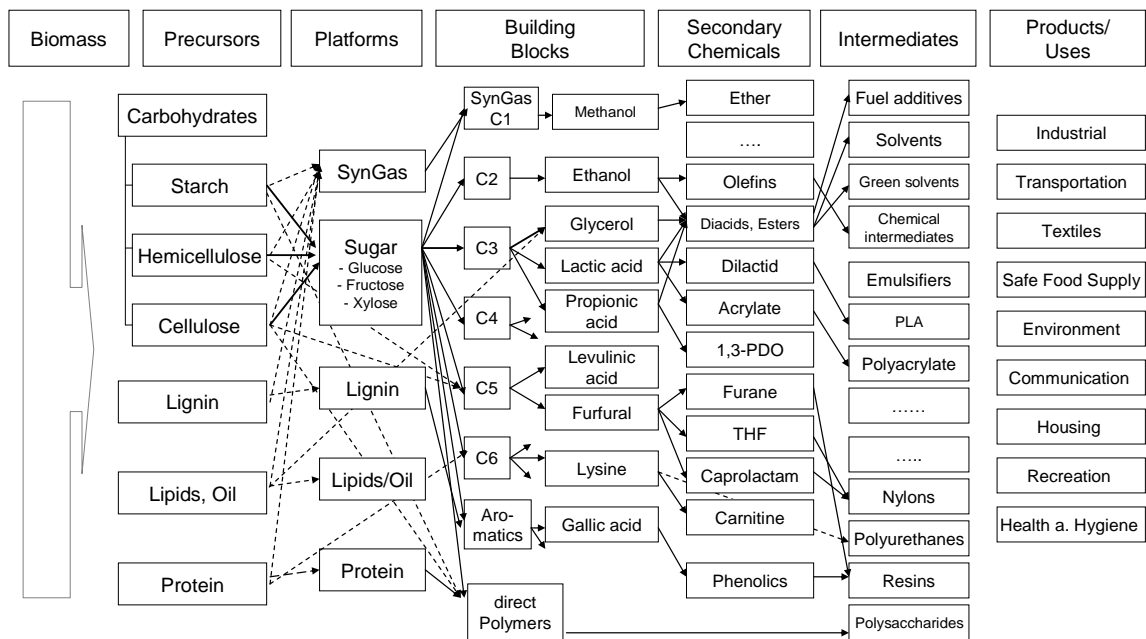 Biomass
Precursors
Platforms
Building
Blocks
Secondary
Chemicals
Intermediates
Products/
Uses
Carbohydrates
Starch
Hemicellulose
Cellulose
Lignin
Lipids, Oil
Protein
SynGas
Sugar
- Glucose
- Fructose
- Xylose
Lignin
Lipids/Oil
Protein
SynGas
C1
C2
C3
C4
C5
C6
Aro-
matics
direct
Polymers
Methanol
Ethanol
Glycerol
Lactic acid
Propionic
acid
Levulinic
acid
Furfural
Lysine
Gallic acid
Ether
….
Olefins
Diacids, Esters
Dilactid
Acrylate
1,3-PDO
Furane
THF
Caprolactam
Carnitine
Phenolics
Fuel additives
Solvents
Green solvents
Chemical
intermediates
Emulsifiers
PLA
Polyacrylate
……
…..
Nylons
Polyurethanes
Resins
Polysaccharides
Industrial
Transportation
Textiles
Safe Food Supply
Environment
Communication
Housing
Recreation
Health a. Hygiene